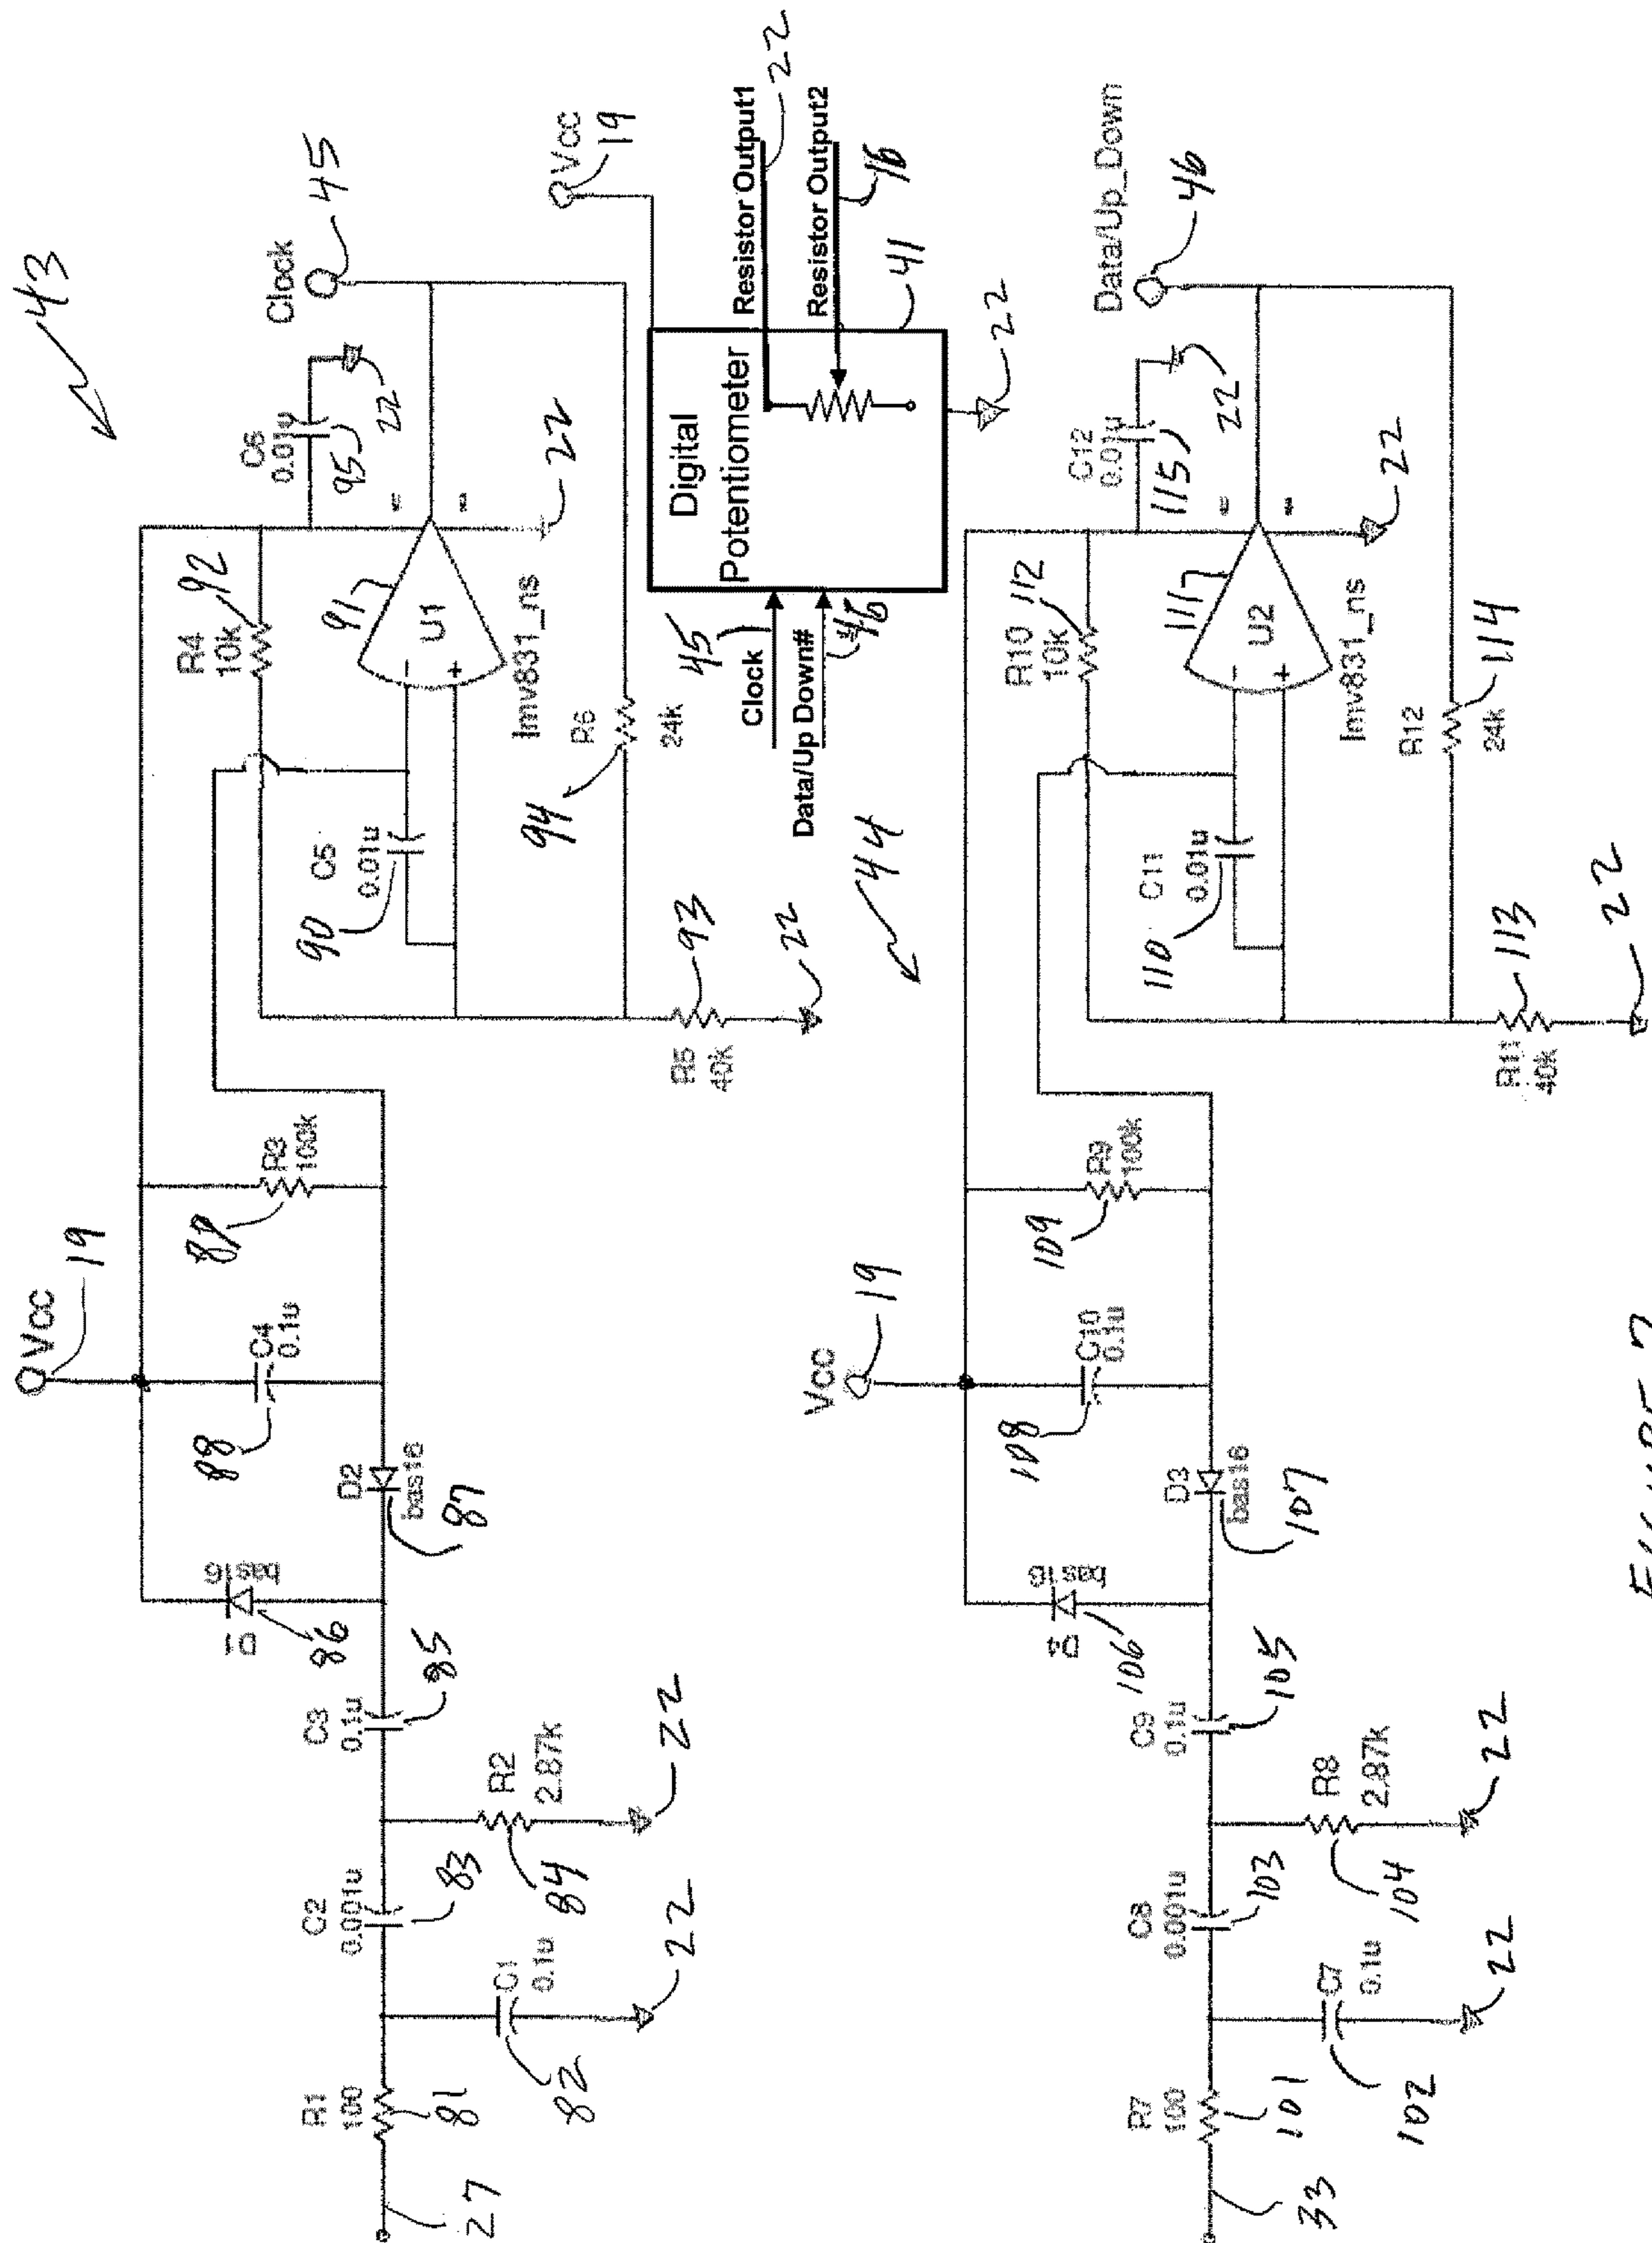 43
Vcc
19
Clock
45
C6
0.01u
95
22
R4
10k
92
=
-
91
U1
-
+
lmv831_ns
22
C5
0.01u
90
R6
24k
94
R5
40k
93
22
R3
100k
C4
0.1u
88
D1
bas16
86
D2
bas16
87
C3
0.1u
85
R2
2.87k
84
22
C2
0.001u
83
C1
0.1u
82
22
R1
100
81
27
Vcc
19
Digital
Potentiometer
Resistor Output1
22
Resistor Output2
41
22
Clock
45
Data/Up Down#
46
44
Vcc
19
Data/Up_Down
46
C12
0.01u
115
22
R10
10k
112
=
-
111
U2
-
+
lmv831_ns
22
C11
0.01u
110
R12
24k
114
R11
40k
113
22
R9
100k
109
C10
0.1u
108
D4
bas16
106
D3
bas16
107
C9
0.1u
105
R8
2.87k
104
22
C8
0.001u
103
C7
0.1u
102
22
R7
100
101
33